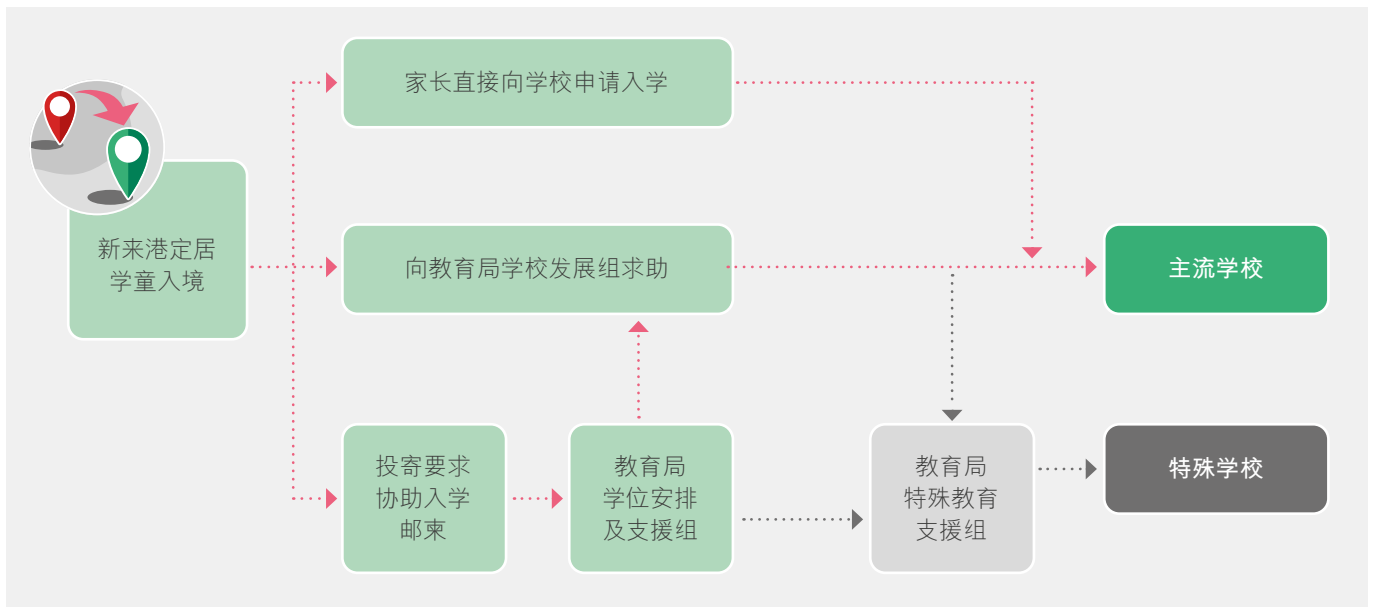 家长直接向学校申请入学
新来港定居
学童入境
向教育局学校发展组求助
主流学校
投寄要求
协助入学
邮柬
教育局
学位安排
及支援组
教育局
特殊教育
支援组
特殊学校